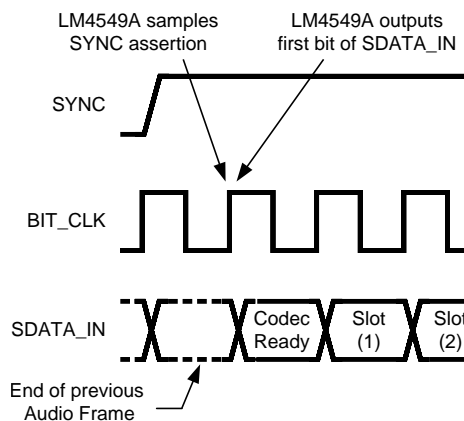 LM4549A samples
SYNC assertion
LM4549A outputs
first bit of SDATA_IN
SYNC
BIT_CLK
SDATA_IN
Codec
Ready
Slot
(1)
Slot
(2)
End of previous
Audio Frame